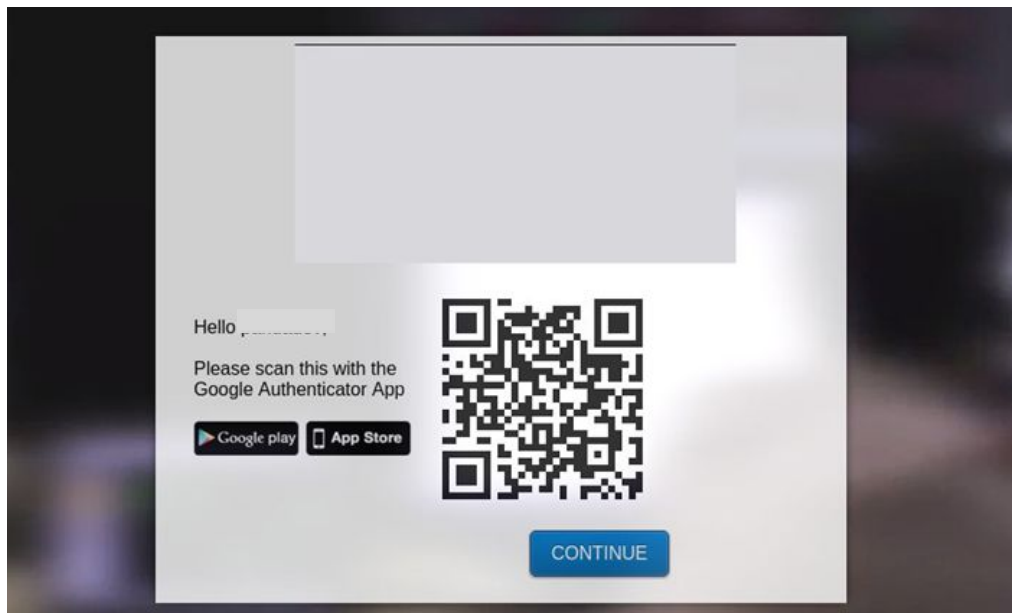 Hello
Please scan this with the
Google Authenticator App
Google play
App Store
CONTINUE